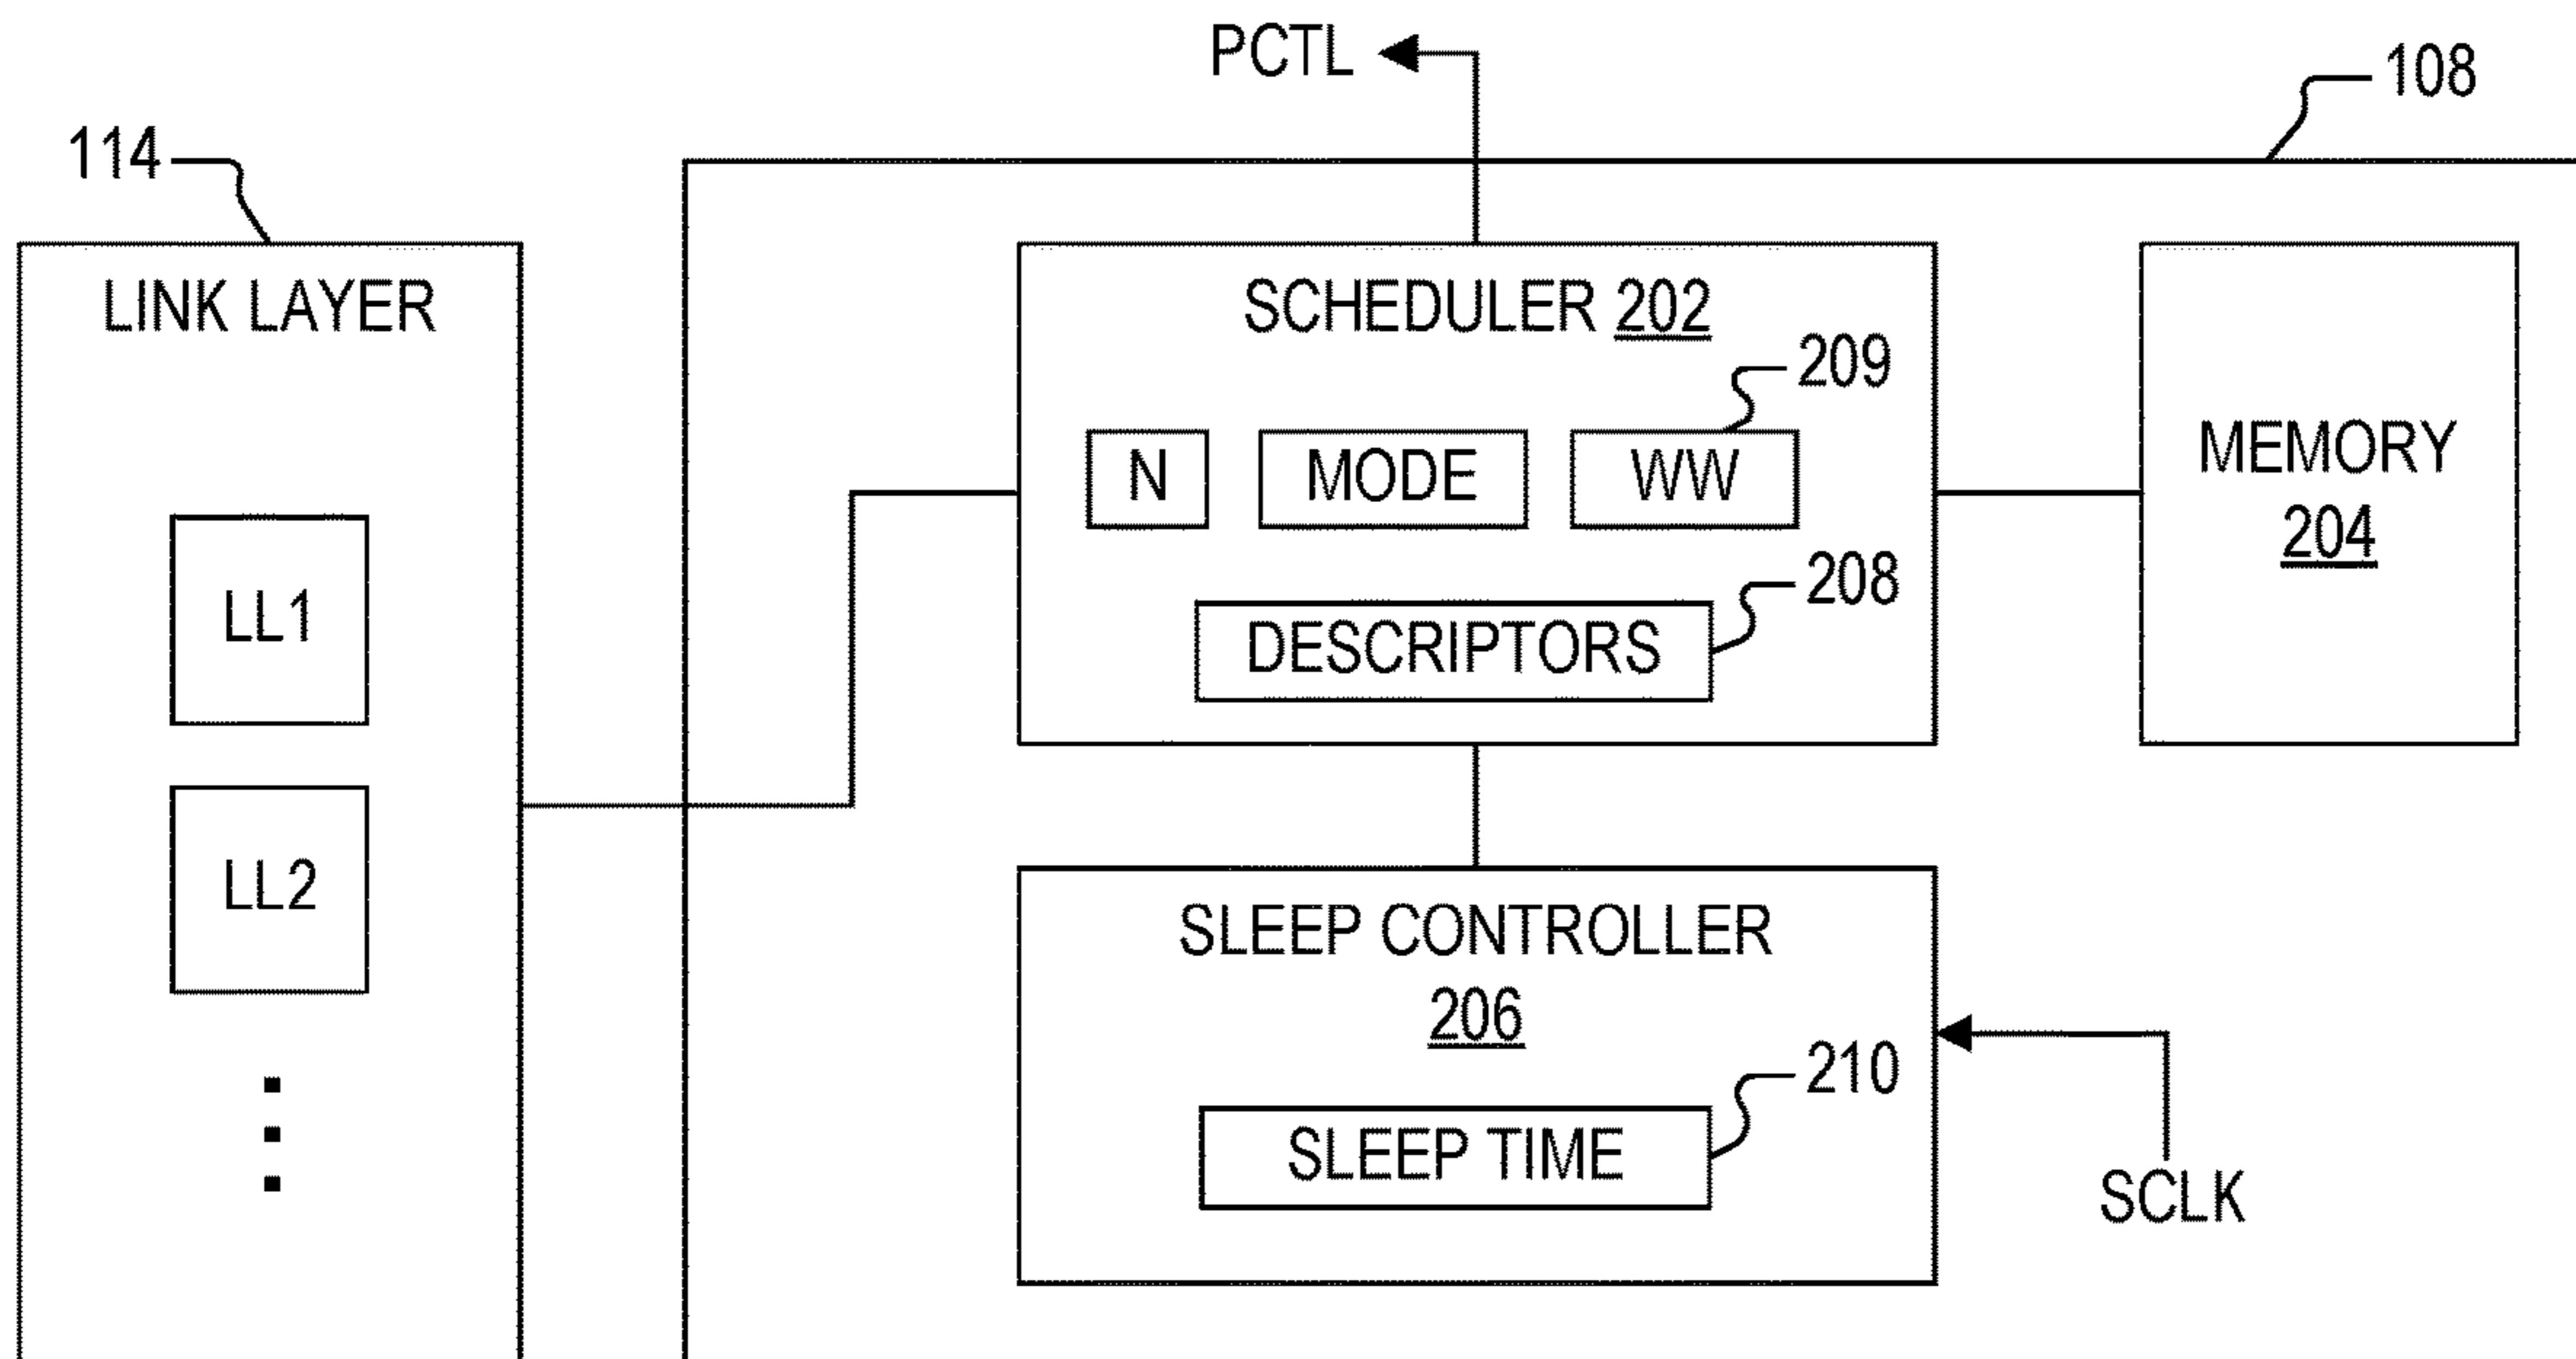 PCTL
108
114
LINK LAYER
SCHEDULER 202
209
N
MODE
WW
MEMORY
204
208
DESCRIPTORS
LL1
LL2
SLEEP CONTROLLER
206
210
SLEEP TIME
SCLK